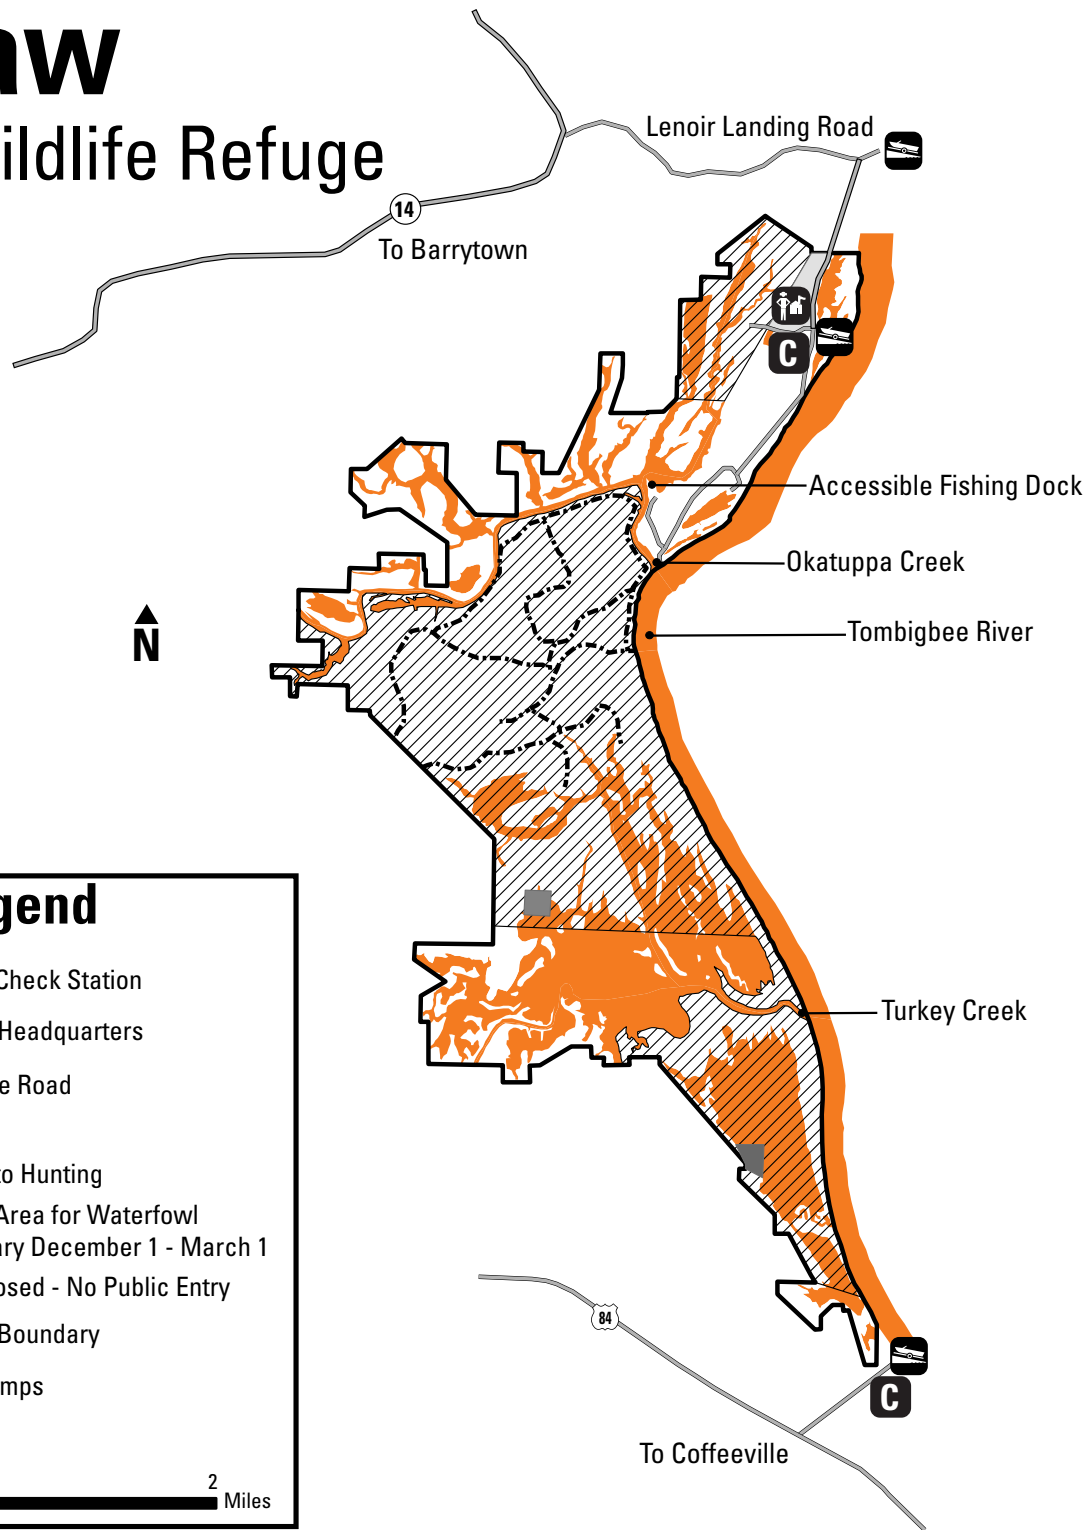 aw
ildlife Refuge
Lenoir Landing Road
14
To Barrytown
C
Accessible Fishing Dock
Okatuppa Creek
N
Tombigbee River
gend
Check Station
Headquarters
e Road
to Hunting
Area for Waterfowl
ary December 1 - March 1
osed - No Public Entry
Boundary
mps
2
Miles
Turkey Creek
84
C
To Coffeeville